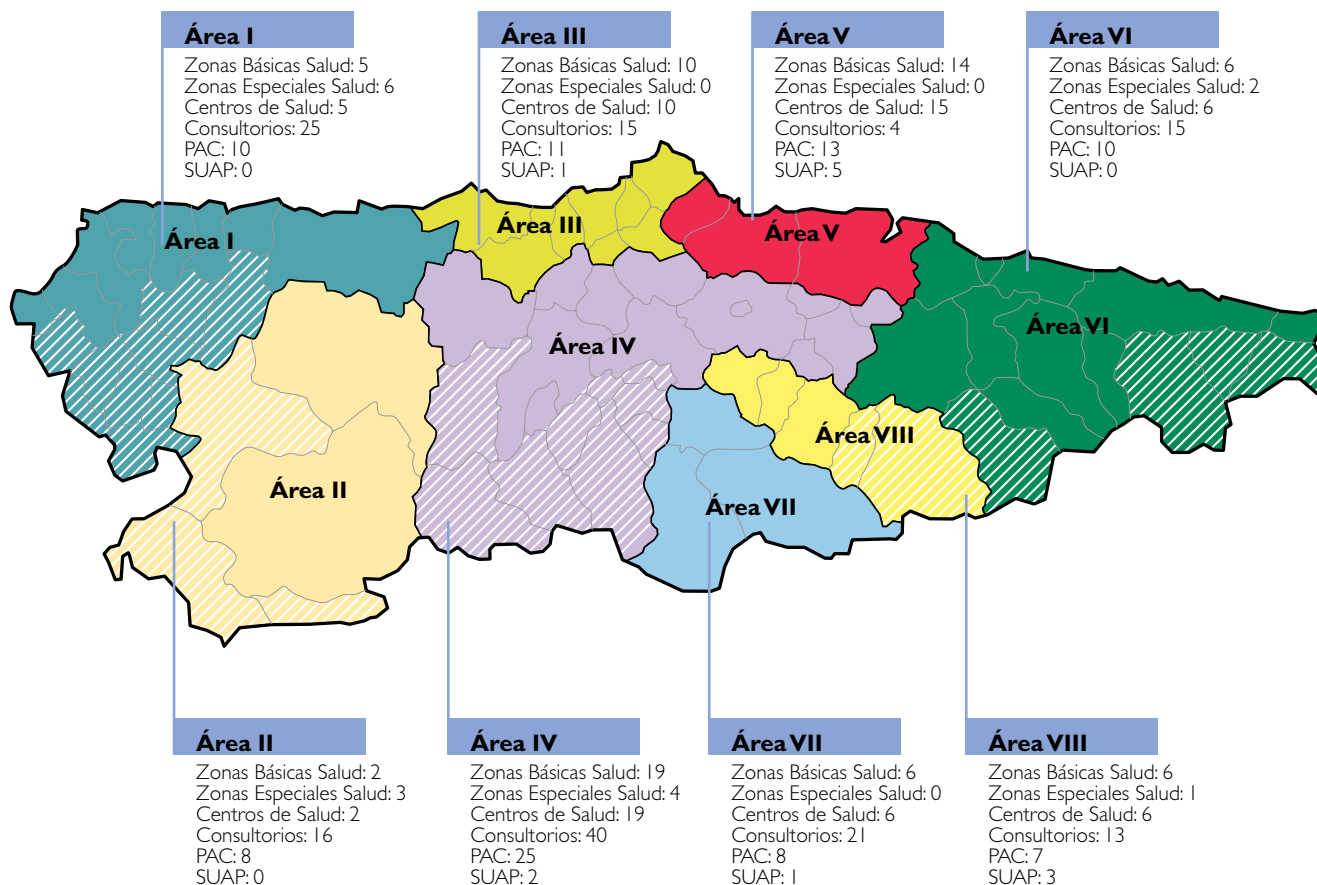 Área I
Zonas Básicas Salud: 5
Zonas Especiales Salud: 6
Centros de Salud: 5
Consultorios: 25
PAC: 10
SUAP: 0
Área III
Zonas Básicas Salud: 10
Zonas Especiales Salud: 0
Centros de Salud: 10
Consultorios: 15
PAC: 11
SUAP: 1
Área V
Zonas Básicas Salud: 14
Zonas Especiales Salud: 0
Centros de Salud: 15
Consultorios: 4
PAC: 13
SUAP: 5
Área VI
Zonas Básicas Salud: 6
Zonas Especiales Salud: 2
Centros de Salud: 6
Consultorios: 15
PAC: 10
SUAP: 0
Área I
Área III
Área V
Área VI
Área IV
Área VIII
Área II
Área VII
Área II
Zonas Básicas Salud: 2
Zonas Especiales Salud: 3
Centros de Salud: 2
Consultorios: 16
PAC: 8
SUAP: 0
Área IV
Zonas Básicas Salud: 19
Zonas Especiales Salud: 4
Centros de Salud: 19
Consultorios: 40
PAC: 25
SUAP: 2
Área VII
Zonas Básicas Salud: 6
Zonas Especiales Salud: 0
Centros de Salud: 6
Consultorios: 21
PAC: 8
SUAP: 1
Área VIII
Zonas Básicas Salud: 6
Zonas Especiales Salud: 1
Centros de Salud: 6
Consultorios: 13
PAC: 7
SUAP: 3